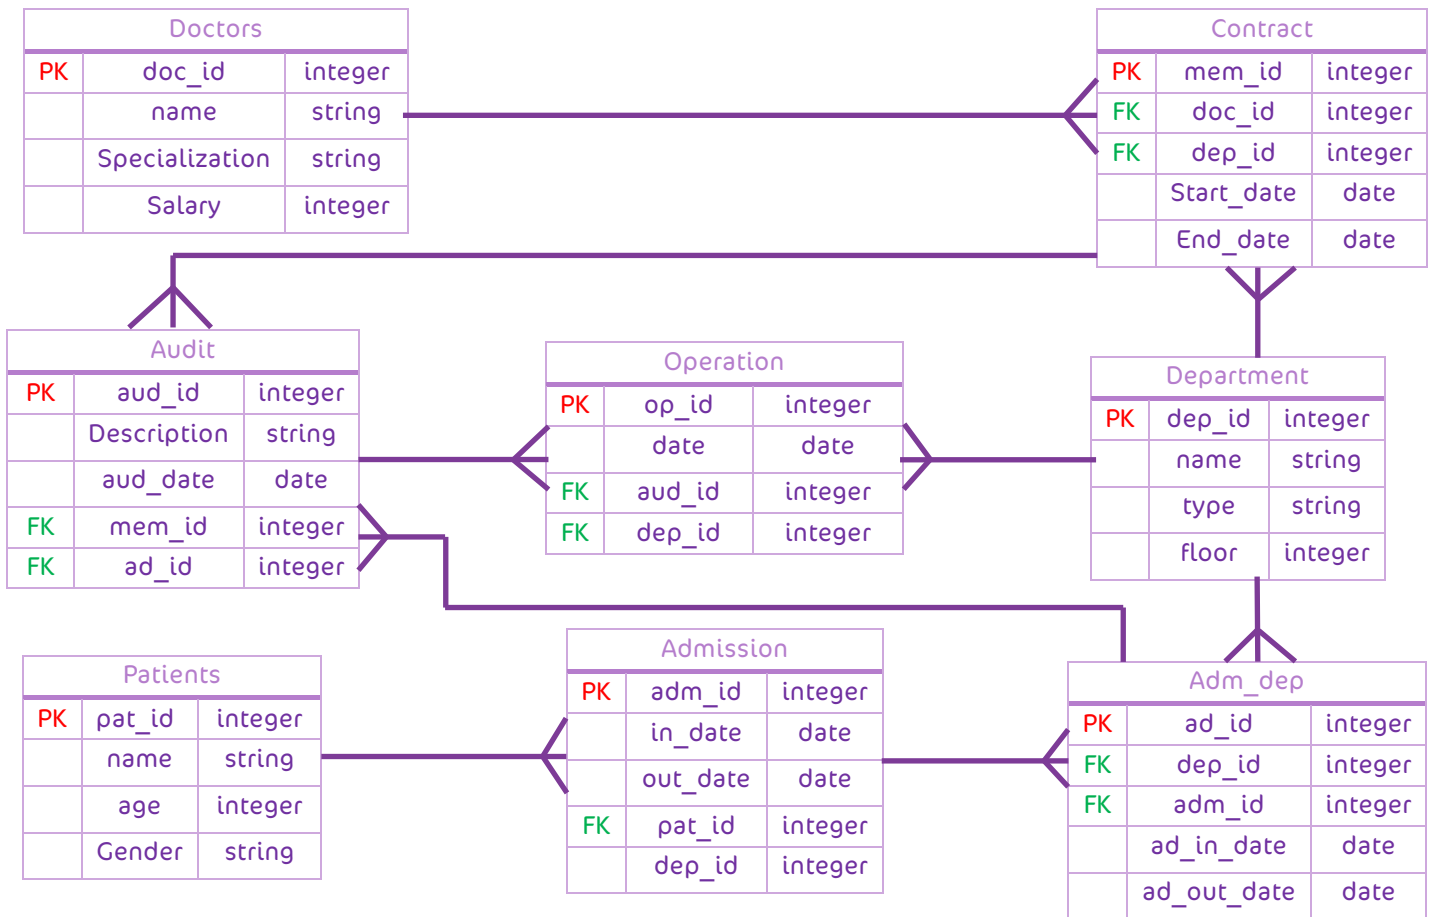 Doctors
PK doc_id integer
name string
Specialization string
Salary integer
Contract
PK mem_id integer
FK doc_id integer
FK dep_id integer
Start_date date
End_date date
Audit
PK aud_id integer
Description string
aud_date date
FK mem_id integer
FK ad_id integer
Operation
PK op_id integer
date date
FK aud_id integer
FK dep_id integer
Department
PK dep_id integer
name string
type string
floor integer
Patients
PK pat_id integer
name string
age integer
Gender string
Admission
PK adm_id integer
in_date date
out_date date
FK pat_id integer
dep_id integer
Adm_dep
PK ad_id integer
FK dep_id integer
FK adm_id integer
ad_in_date date
ad_out_date date